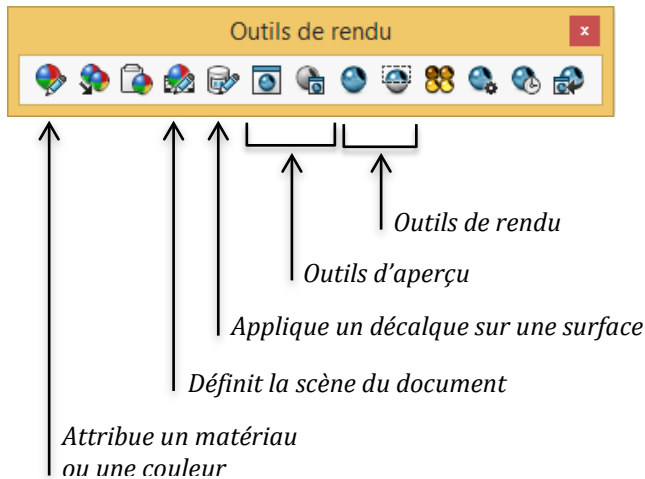 Outils de rendu
x
Outils de rendu
Outils d’aperçu
Applique un décalque sur une surface
Définit la scène du document
Attribue un matériau
ou une couleur